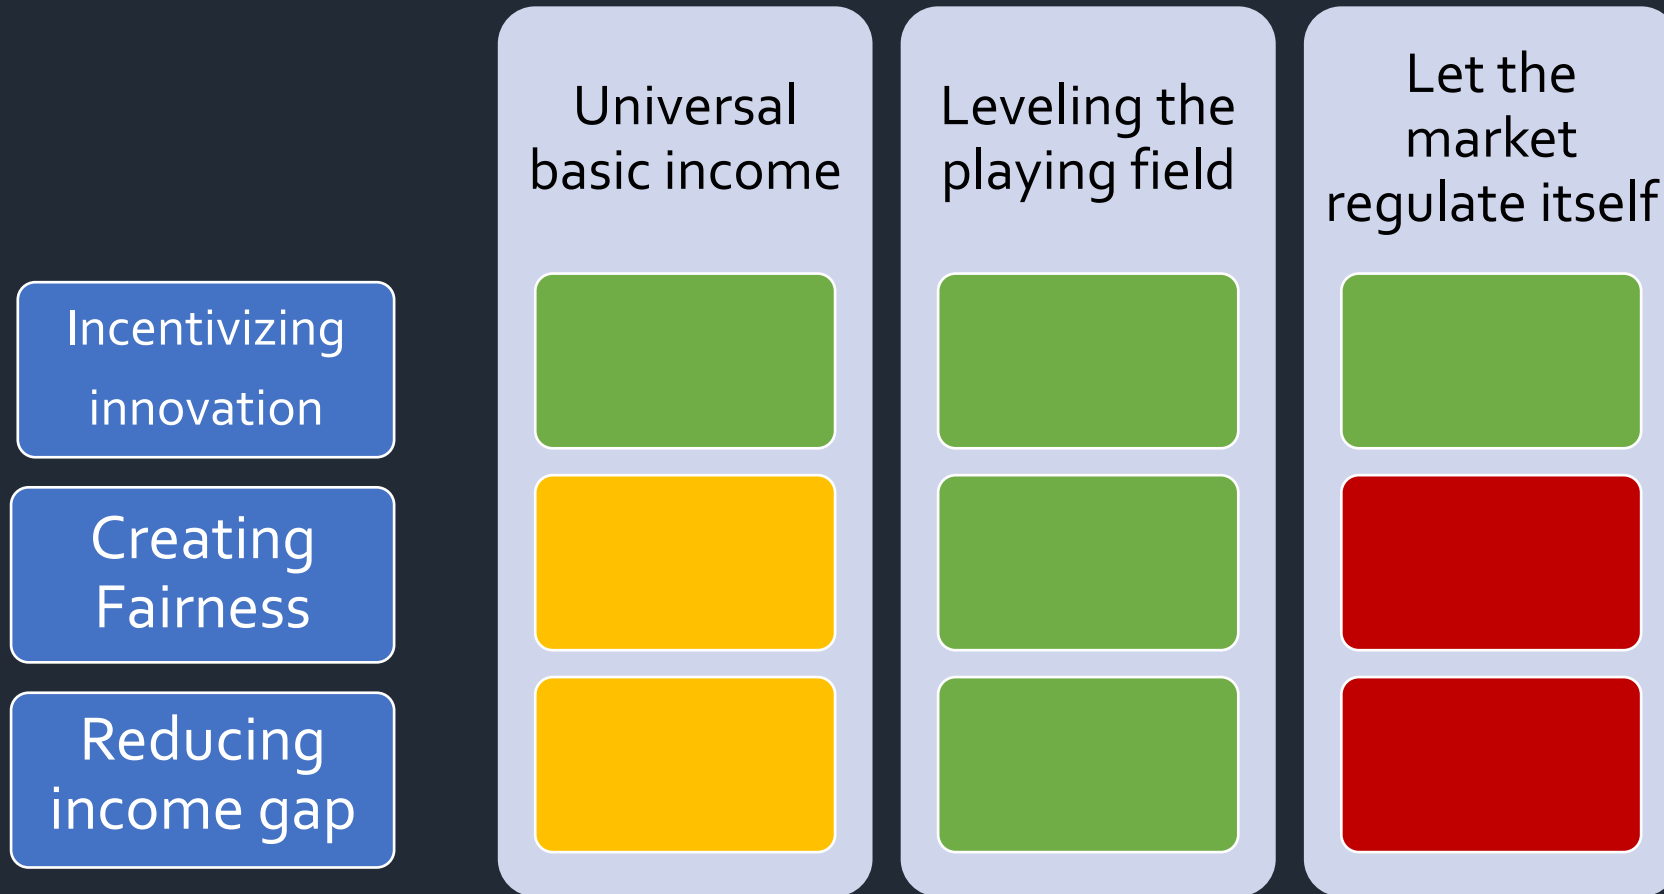 Universal
basic income
Leveling the
playing field
Let the
market
regulate itself
Incentivizing
innovation
Creating
Fairness
Reducing
income gap